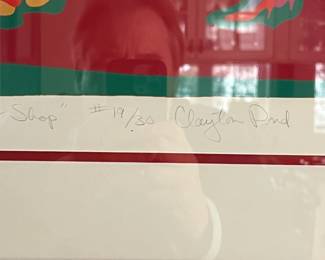 Shop" #19/30 Clayton Pond